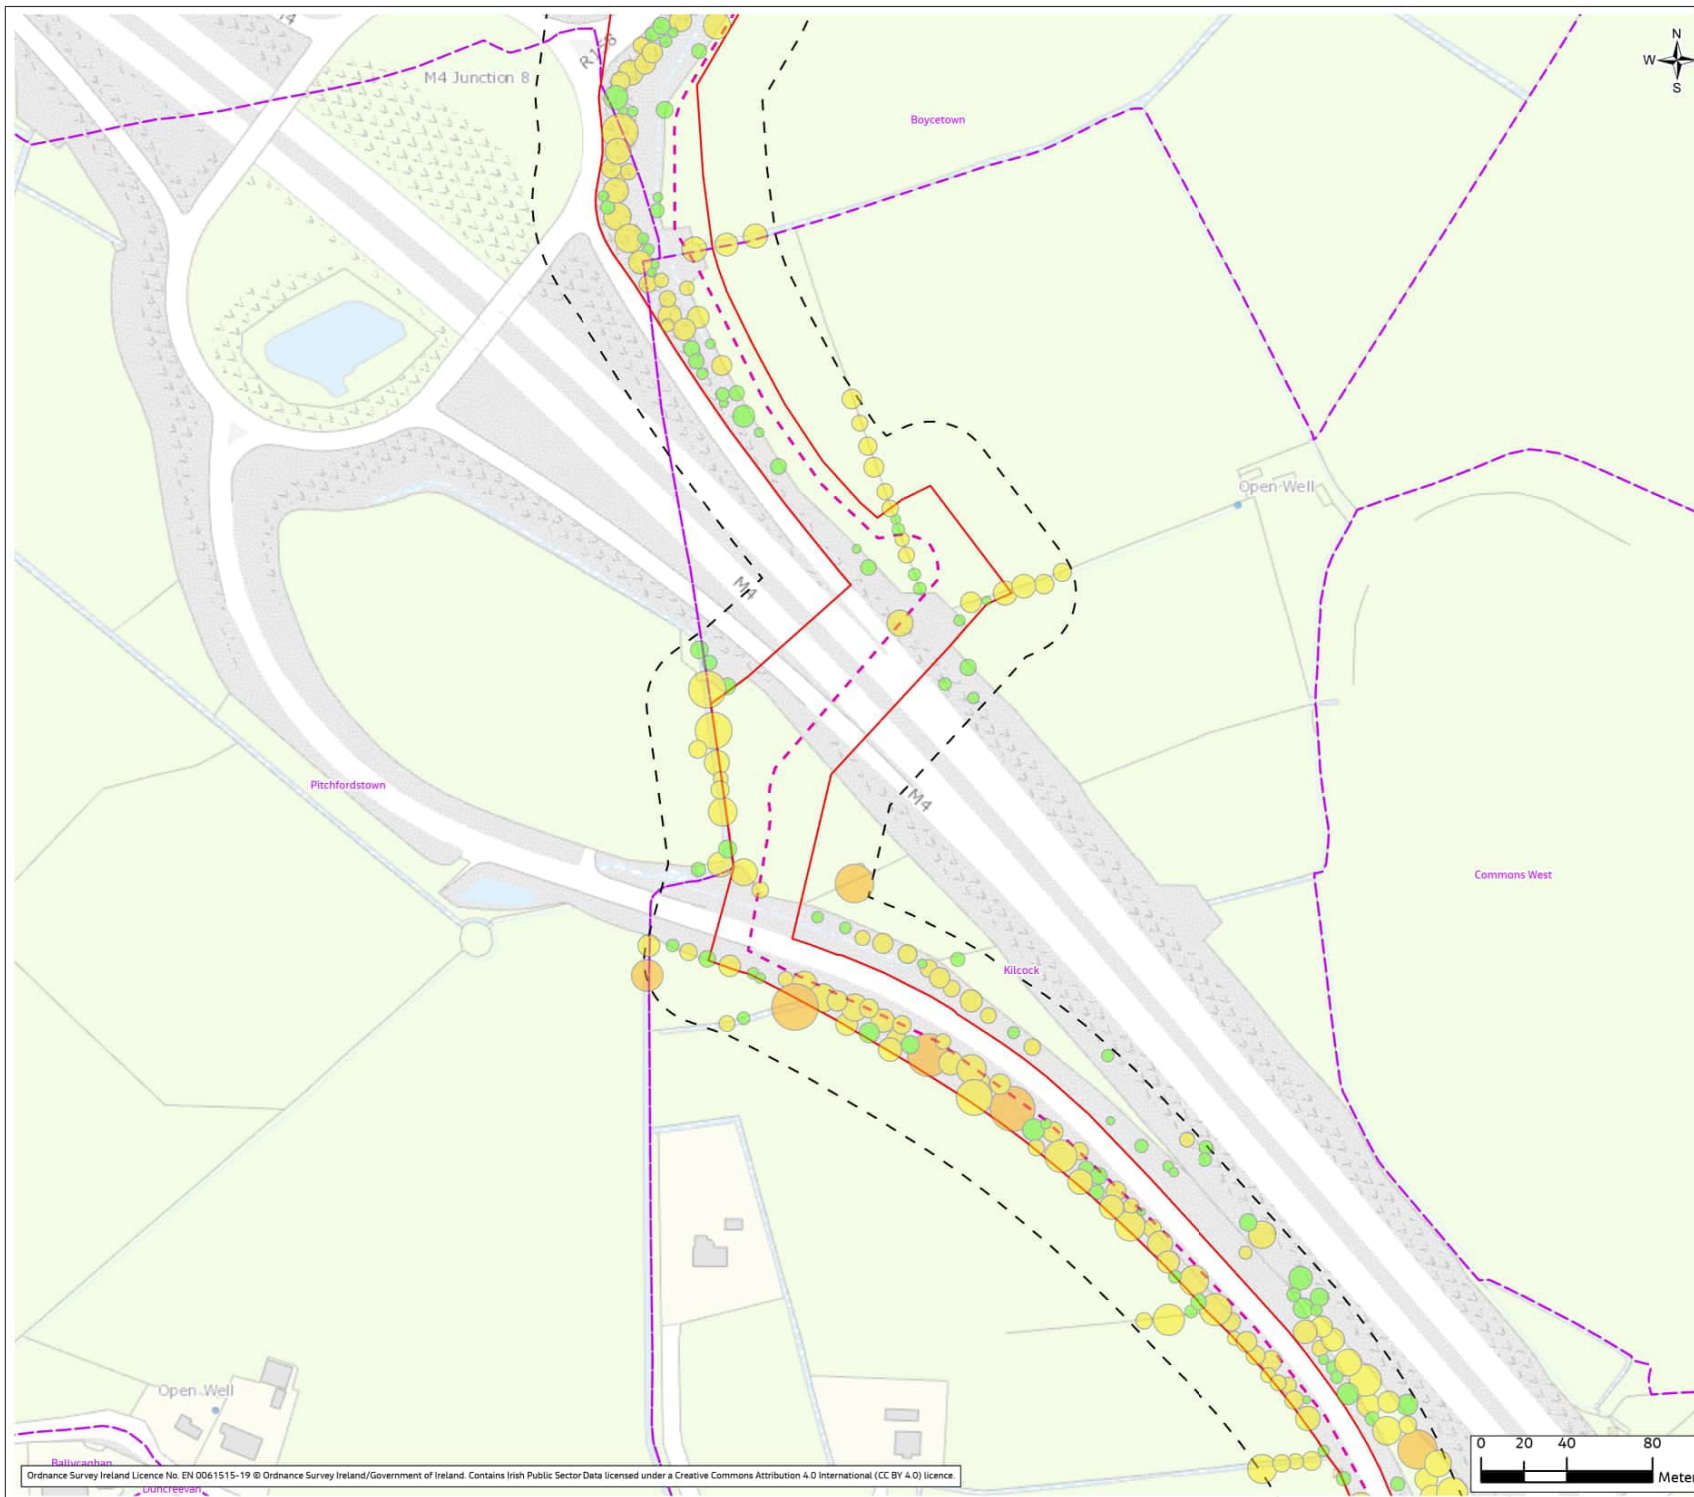 N
W
S
M4 Junction 8
Boycetown
Open Well
M4
Pitchfordstown
M4
Commons West
Kilcock
Open Well
0 20 40 80
Meter
Ballycaghan
Ordnance Survey Ireland Licence No. EN 0061515-19 © Ordnance Survey Ireland/Government of Ireland. Contains Irish Public Sector Data licensed under a Creative Commons Attribution 4.0 International (CC BY 4.0) licence.
Duncreevan